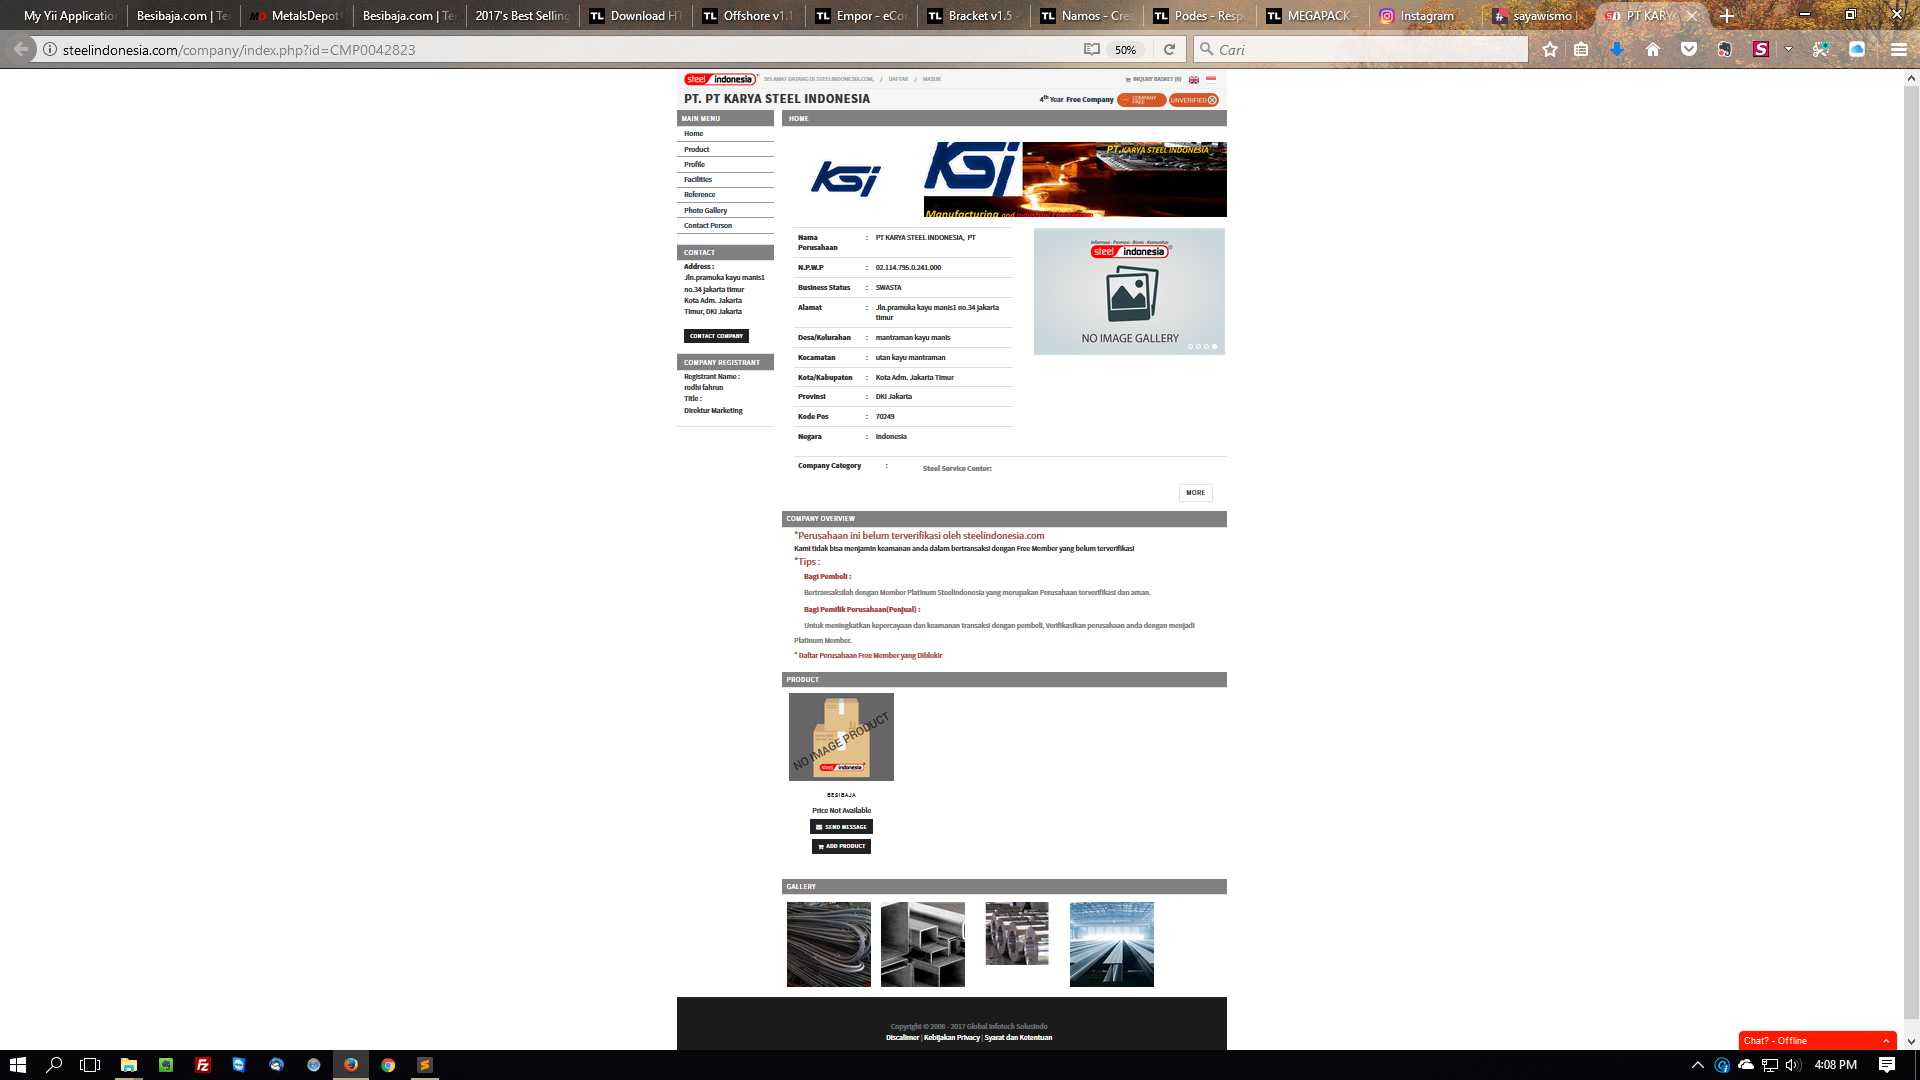 My Yii Application
Besibaja.com | Te
MetalsDepot
Besibaja.com | Te
2017's Best Selling
Download HT
Offshore v1.1
Empor - eCo
Bracket v1.5
Namos - Crea
Podes - Resp
MEGAPACK
Instagram
sayawismo |
PT KARYA
steelindonesia.com/company/index.php?id=CMP0042823
50%
Cari
steel indonesia
SELAMAT DATANG DI STEELINDONESIA.COM, / DAFTAR / MASUK
INQUIRY BASKET (0)
PT. PT KARYA STEEL INDONESIA
4th Year Free Company
COMPANY FREE
UNVERIFIED
MAIN MENU
Home
Product
Profile
Facilities
Reference
Photo Gallery
Contact Person
CONTACT
Address :
Jln.pramuka kayu manis1
no.34 jakarta timur
Kota Adm. Jakarta
Timur, DKI Jakarta
CONTACT COMPANY
COMPANY REGISTRANT
Registrant Name :
rodhi fahrun
Title :
Direktur Marketing
HOME
KSI
KSI
PT.KARYA STEEL INDONESIA
Manufacturing and Industrial Engineering
Nama Perusahaan : PT KARYA STEEL INDONESIA, PT
N.P.W.P : 02.114.795.0.241.000
Business Status : SWASTA
Alamat : Jln.pramuka kayu manis1 no.34 jakarta
timur
Desa/Kelurahan : mantraman kayu manis
Kecamatan : utan kayu mantraman
Kota/Kabupaten : Kota Adm. Jakarta Timur
Provinsi : DKI Jakarta
Kode Pos : 70249
Negara : Indonesia
Informasi - Promosi - Bisnis - Komunitas
steel indonesia
NO IMAGE GALLERY
Company Category : Steel Service Center:
MORE
COMPANY OVERVIEW
*Perusahaan ini belum terverifikasi oleh steelindonesia.com
Kami tidak bisa menjamin keamanan anda dalam bertransaksi dengan Free Member yang belum terverifikasi
*Tips :
Bagi Pembeli :
Bertransaksilah dengan Member Platinum Steelindonesia yang merupakan Perusahaan terverifikasi dan aman.
Bagi Pemilik Perusahaan(Penjual) :
Untuk meningkatkan kepercayaan dan keamanan transaksi dengan pembeli, Verifikasikan perusahaan anda dengan menjadi
Platinum Member.
* Daftar Perusahaan Free Member yang Diblokir
PRODUCT
NO IMAGE PRODUCT
steel indonesia
BESI BAJA
Price Not Available
SEND MESSAGE
ADD PRODUCT
GALLERY
Copyright © 2008 - 2017 Global Infotech Solusindo
Disclaimer | Kebijakan Privacy | Syarat dan Ketentuan
Chat? - Offline
4:08 PM